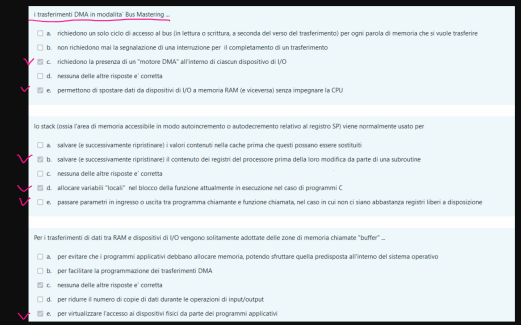 i trasferimenti DMA in modalita' Bus Mastering ...
a. richiedono un solo ciclo di accesso al bus (in lettura o scrittura, a seconda del verso del trasferimento) per ogni parola di memoria che si vuole trasferire
b. non richiedono mai la segnalazione di una interruzione per il completamento di un trasferimento
c. richiedono la presenza di un "motore DMA" all'interno di ciascun dispositivo di I/O
d. nessuna delle altre risposte e' corretta
e. permettono di spostare dati da dispositivi di I/O a memoria RAM (e viceversa) senza impegnare la CPU
lo stack (ossia l'area di memoria accessibile in modo autoincremento o autodecremento relativo al registro SP) viene normalmente usato per
a. salvare (e successivamente ripristinare) i valori contenuti nella cache prima che questi possano essere sostituiti
b. salvare (e successivamente ripristinare) il contenuto dei registri del processore prima della loro modifica da parte di una subroutine
c. nessuna delle altre risposte e' corretta
d. allocare variabili "locali" nel blocco della funzione attualmente in esecuzione nel caso di programmi C
e. passare parametri in ingresso o uscita tra programma chiamante e funzione chiamata, nel caso in cui non ci siano abbastanza registri liberi a disposizione
Per i trasferimenti di dati tra RAM e dispositivi di I/O vengono solitamente adottate delle zone di memoria chiamate "buffer" ...
a. per evitare che i programmi applicativi debbano allocare memoria, potendo sfruttare quella predisposta all'interno del sistema operativo
b. per facilitare la programmazione dei trasferimenti DMA
c. nessuna delle altre risposte e' corretta
d. per ridurre il numero di copie di dati durante le operazioni di input/output
e. per virtualizzare l'accesso ai dispositivi fisici da parte dei programmi applicativi